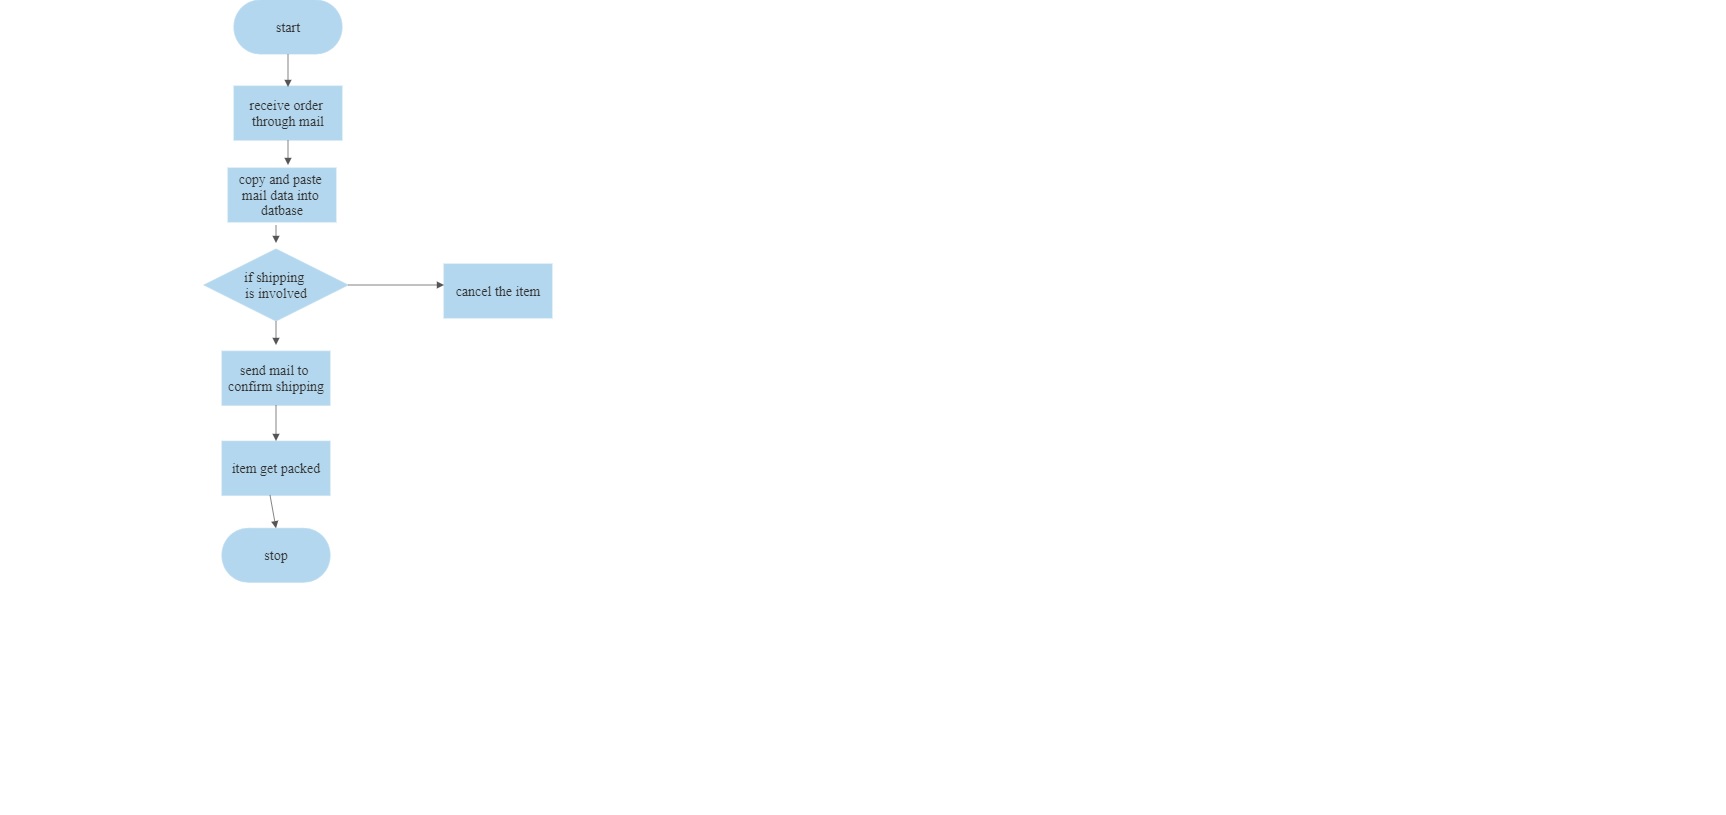 start
receive order
through mail
copy and paste
mail data into
datbase
if shipping
is involved
cancel the item
send mail to
confirm shipping
item get packed
stop